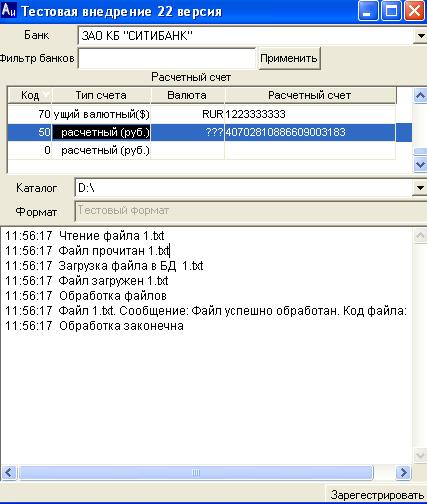 Аи Тестовая внедрение 22 версия
Банк ЗАО КБ "СИТИБАНК"
Фильтр банков Применить
Расчетный счет
Код Тип счета Валюта Расчетный счет
70 ущий валютный($) RUR 1223333333
50 расчетный (руб.) ??? 40702810886609003183
0 расчетный (руб.)
Каталог D:\
Формат Тестовый формат
11:56:17 Чтение файла 1.txt
11:56:17 Файл прочитан 1.txt
11:56:17 Загрузка файла в БД 1.txt
11:56:17 Файл загружен 1.txt
11:56:17 Обработка файлов
11:56:17 Файл 1.txt. Сообщение: Файл успешно обработан. Код файла:
11:56:17 Обработка законечна
Зарегестрировать